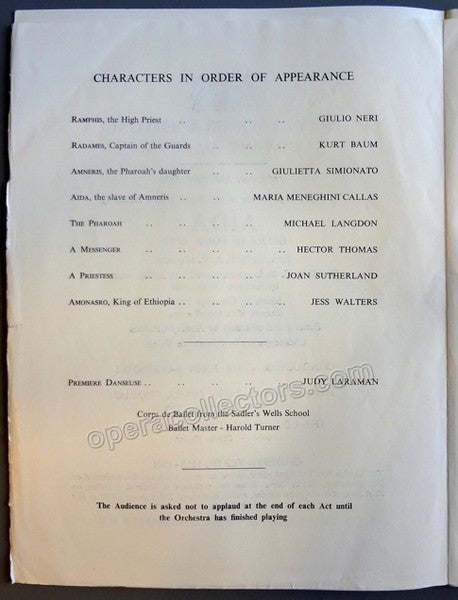 CHARACTERS IN ORDER OF APPEARANCE
RAMPHIS, the High Priest .. .. .. GIULIO NERI
RADAMES, Captain of the Guards .. .. .. KURT BAUM
AMNERIS, the Pharoah's daughter .. .. GIULIETTA SIMIONATO
AIDA, the slave of Amneris .. .. MARIA MENEGHINI CALLAS
THE PHAROAH .. .. .. .. MICHAEL LANGDON
A MESSENGER .. .. .. .. HECTOR THOMAS
A PRIESTESS .. .. .. .. JOAN SUTHERLAND
AMONASRO, King of Ethiopia .. .. .. .. JESS WALTERS
PREMIERE DANSEUSE .. .. .. .. JUDY LARAMAN
operacollectors.com
Corps de Ballet from the Sadler's Wells School
Ballet Master - Harold Turner
The Audience is asked not to applaud at the end of each Act until
the Orchestra has finished playing